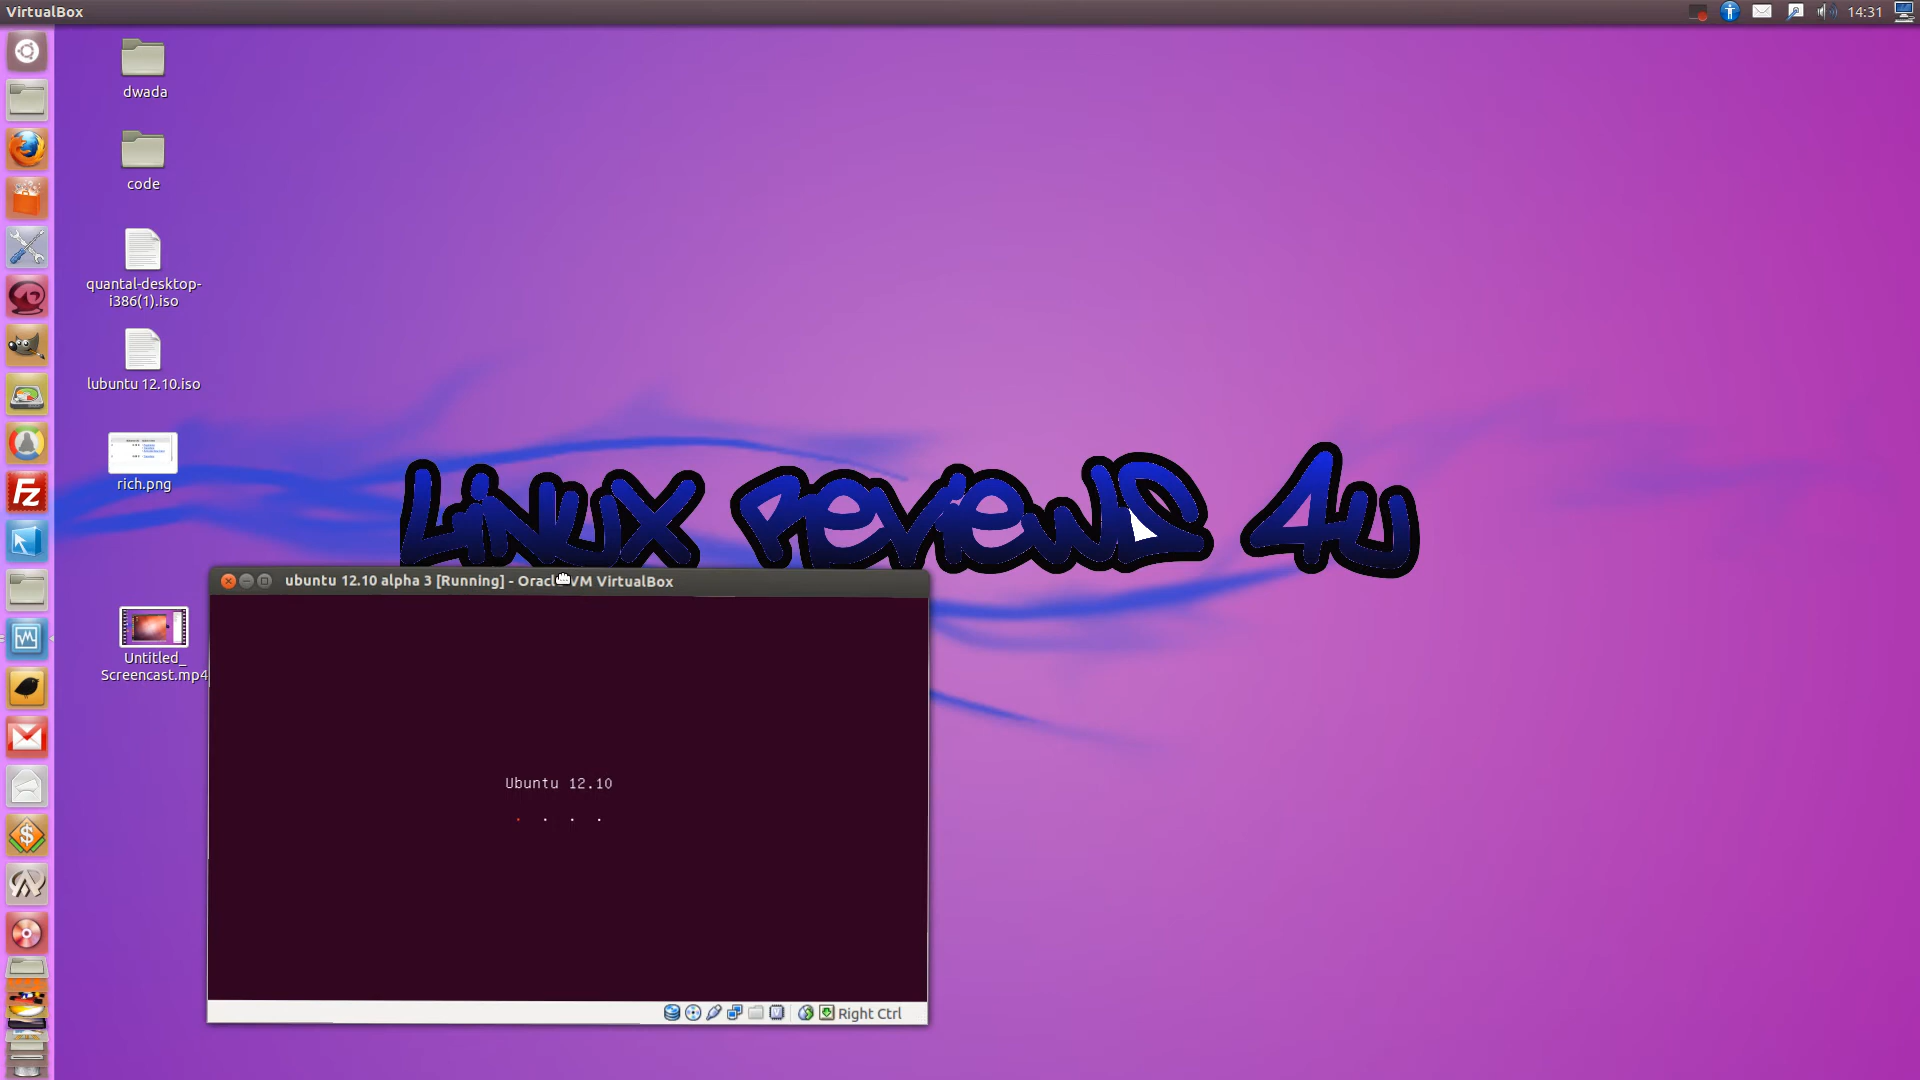 VirtualBox
14:31
dwada
code
quantal-desktop-
i386(1).iso
lubuntu 12.10.iso
rich.png
Untitled_
Screencast.mp4
LiNUX Reviews 4U
ubuntu 12.10 alpha 3 [Running] - Oracle VM VirtualBox
Ubuntu 12.10
Right Ctrl